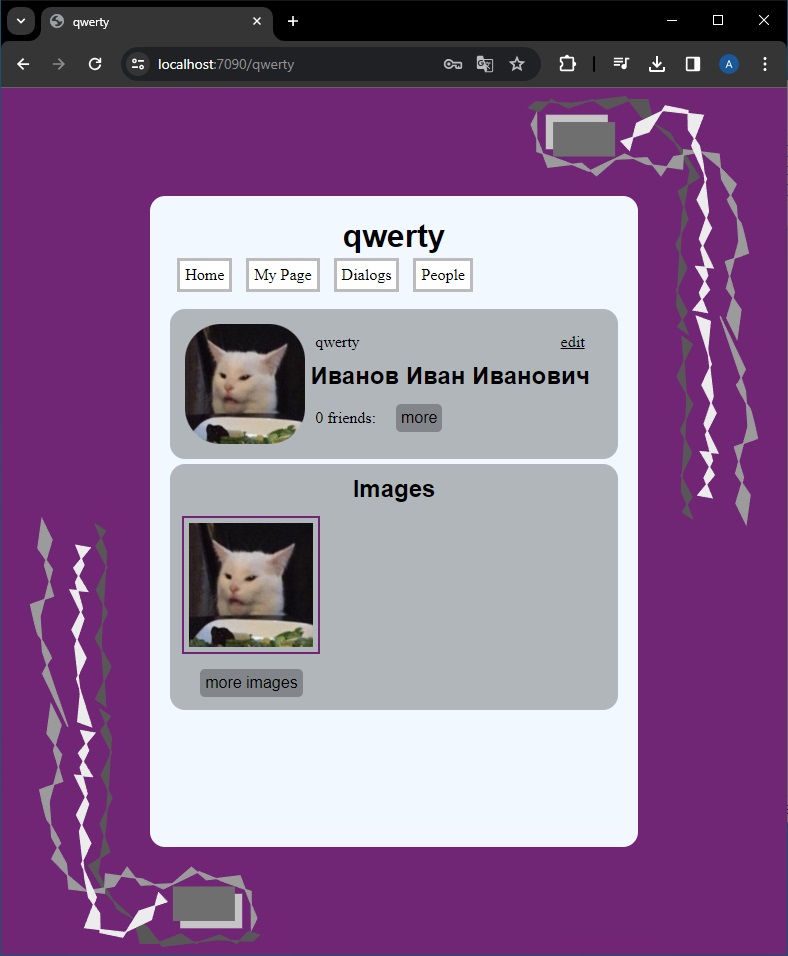 qwerty
localhost:7090/qwerty
A
qwerty
Home My Page Dialogs People
qwerty edit
Иванов Иван Иванович
0 friends: more
Images
more images